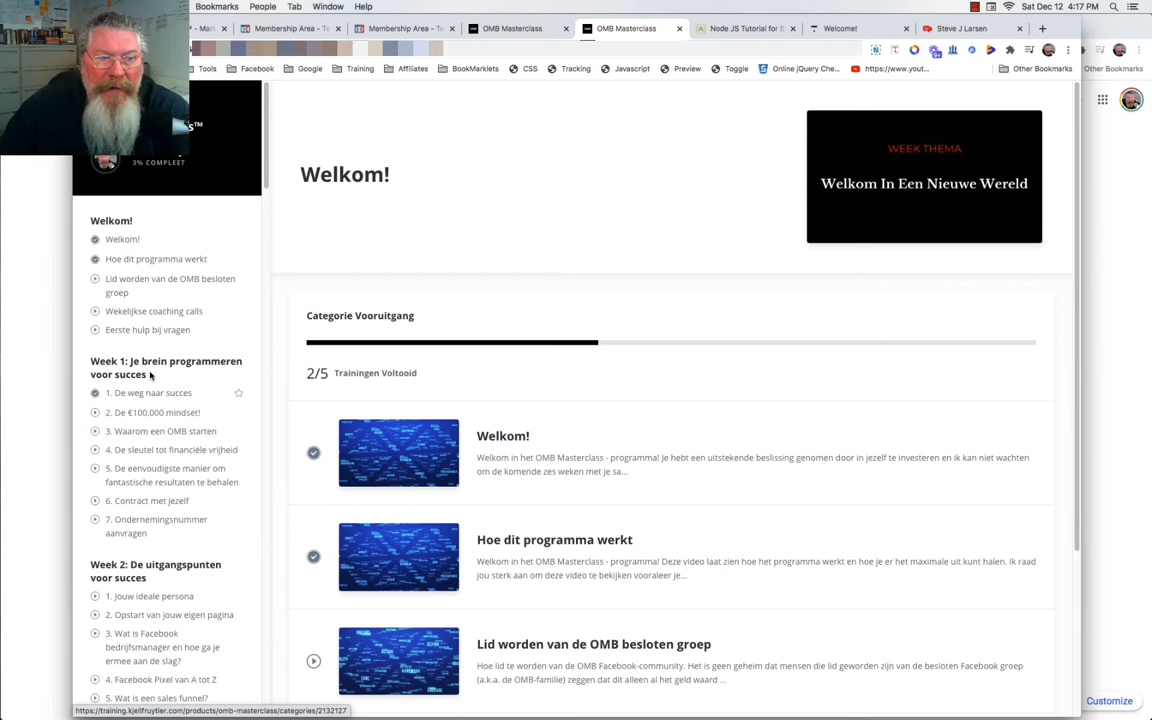 Bookmarks People Tab Window Help
Sat Dec 12 4:17 PM
Membership Area - Te
Membership Area - Te
OMB Masterclass
OMB Masterclass
Node JS Tutorial for B
Welcome!
Steve J Larsen
Tools Facebook Google Training Affiliates BookMarklets CSS Tracking Javascript Preview Toggle Online jQuery Che... https://www.yout... Other Bookmarks Other Bookmarks
3% COMPLEET
Welkom!
WEEK THEMA
Welkom In Een Nieuwe Wereld
Welkom!
Welkom!
Hoe dit programma werkt
Lid worden van de OMB besloten
groep
Wekelijkse coaching calls
Eerste hulp bij vragen
Week 1: Je brein programmeren
voor succes
1. De weg naar succes
2. De €100.000 mindset!
3. Waarom een OMB starten
4. De sleutel tot financiële vrijheid
5. De eenvoudigste manier om
fantastische resultaten te behalen
6. Contract met jezelf
7. Ondernemingsnummer
aanvragen
Week 2: De uitgangspunten
voor succes
1. Jouw ideale persona
2. Opstart van jouw eigen pagina
3. Wat is Facebook
bedrijfsmanager en hoe ga je
ermee aan de slag?
4. Facebook Pixel van A tot Z
5. Wat is een sales funnel?
Categorie Vooruitgang
2/5 Trainingen Voltooid
Welkom!
Welkom in het OMB Masterclass - programma! Je hebt een uitstekende beslissing genomen door in jezelf te investeren en ik kan niet wachten
om de komende zes weken met je sa...
Hoe dit programma werkt
Welkom in het OMB Masterclass - programma! Deze video laat zien hoe het programma werkt en hoe je er het maximale uit kunt halen. Ik raad
jou sterk aan om deze video te bekijken vooraleer je...
Lid worden van de OMB besloten groep
Hoe lid te worden van de OMB Facebook-community. Het is geen geheim dat mensen die lid geworden zijn van de besloten Facebook groep
(a.k.a. de OMB-familie) zeggen dat dit alleen al het geld waard ...
https://training.kjellfruytier.com/products/omb-masterclass/categories/2132127
Customize